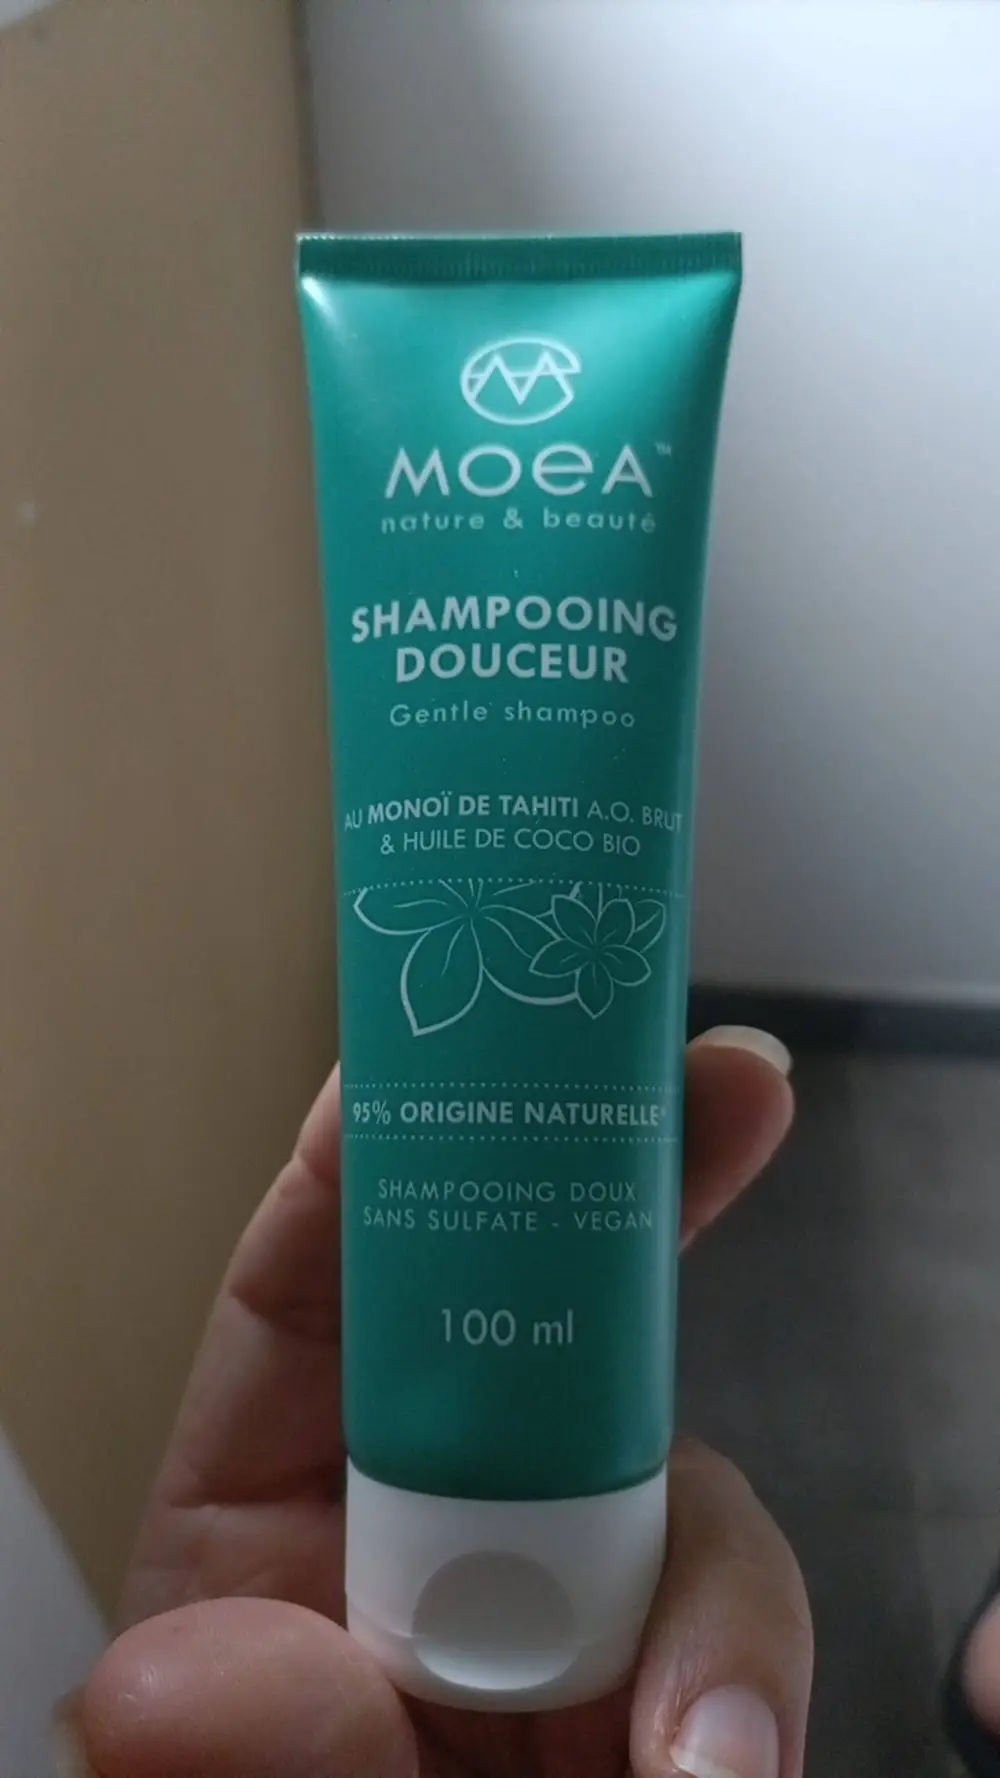 MOeA™
nature & beauté
SHAMPOOING
DOUCEUR
Gentle shampoo
AU MONOÏ DE TAHITI A.O. BRUT
& HUILE DE COCO BIO
95% ORIGINE NATURELLE*
SHAMPOOING DOUX
SANS SULFATE - VEGAN
100 ml